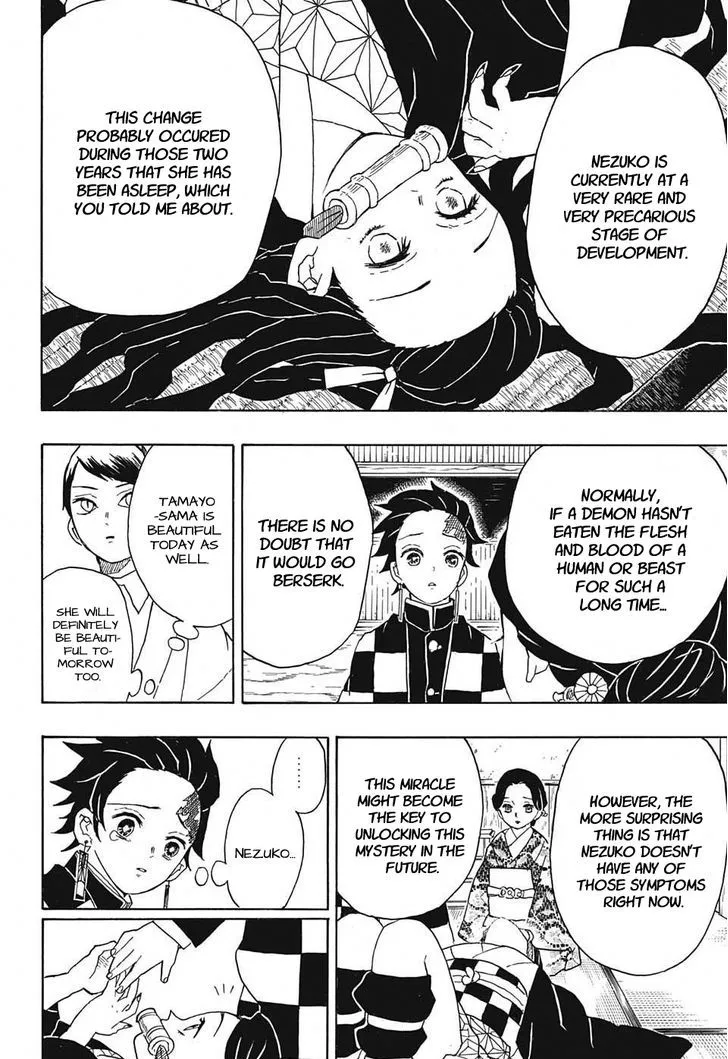 NEZUKO IS
CURRENTLY AT A
VERY RARE AND
VERY PRECARIOUS
STAGE OF
DEVELOPMENT.
THIS CHANGE
PROBABLY OCCURED
DURING THOSE TWO
YEARS THAT SHE HAS
BEEN ASLEEP, WHICH
YOU TOLD ME ABOUT.
NORMALLY,
IF A DEMON HASN'T
EATEN THE FLESH
AND BLOOD OF A
HUMAN OR BEAST
FOR SUCH A
LONG TIME...
THERE IS NO
DOUBT THAT
IT WOULD GO
BERSERK.
TAMAYO
-SAMA IS
BEAUTIFUL
TODAY AS
WELL.
SHE WILL
DEFINITELY
BE BEAUTI-
FUL TO-
MORROW
TOO.
HOWEVER, THE
MORE SURPRISING
THING IS THAT
NEZUKO DOESN'T
HAVE ANY OF
THOSE SYMPTOMS
RIGHT NOW.
THIS MIRACLE
MIGHT BECOME
THE KEY TO
UNLOCKING THIS
MYSTERY IN THE
FUTURE.
......
NEZUKO...